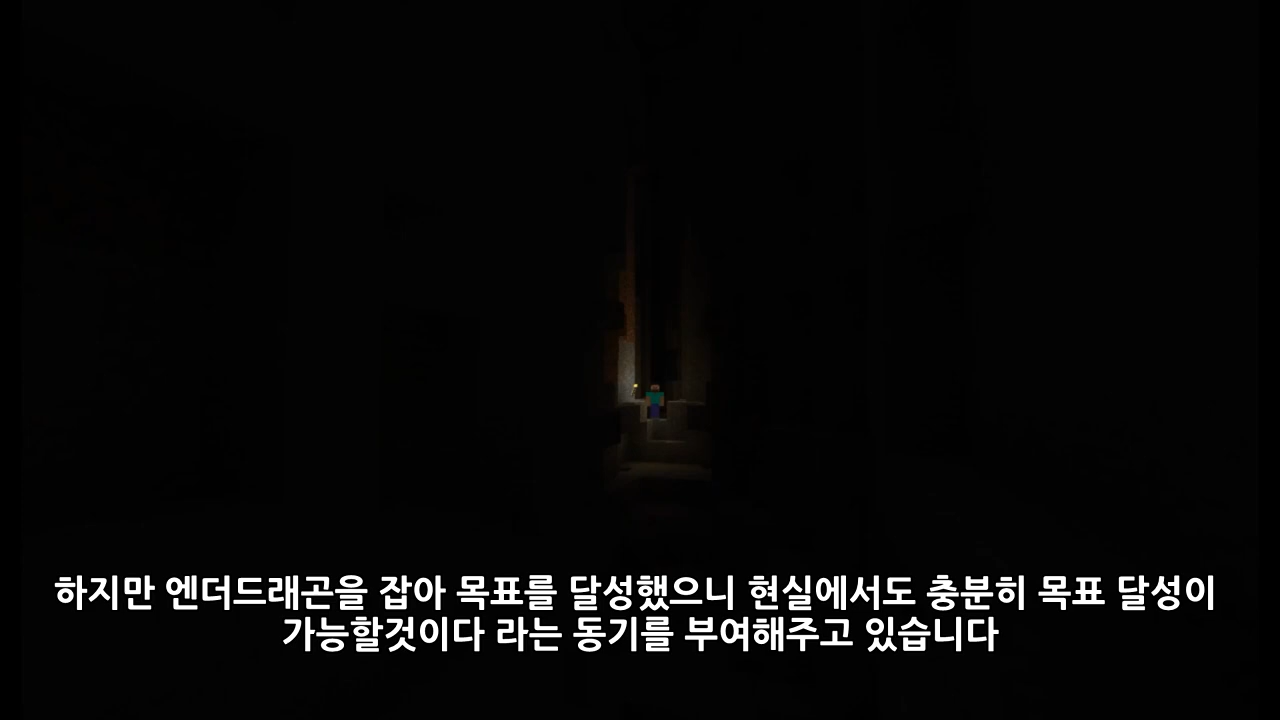 하지만 엔더드래곤을 잡아 목표를 달성했으니 현실에서도 충분히 목표 달성이
가능할것이다 라는 동기를 부여해주고 있습니다